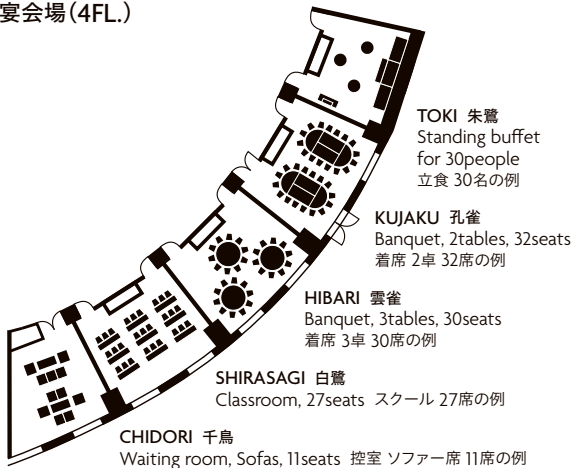 宴会場(4FL.)
TOKI 朱鷺
Standing buffet
for 30people
立食 30名の例
KUJAKU 孔雀
Banquet, 2tables, 32seats
着席 2卓 32席の例
HIBARI 雲雀
Banquet, 3tables, 30seats
着席 3卓 30席の例
SHIRASAGI 白鷺
Classroom, 27seats スクール 27席の例
CHIDORI 千鳥
Waiting room, Sofas, 11seats 控室 ソファー席 11席の例